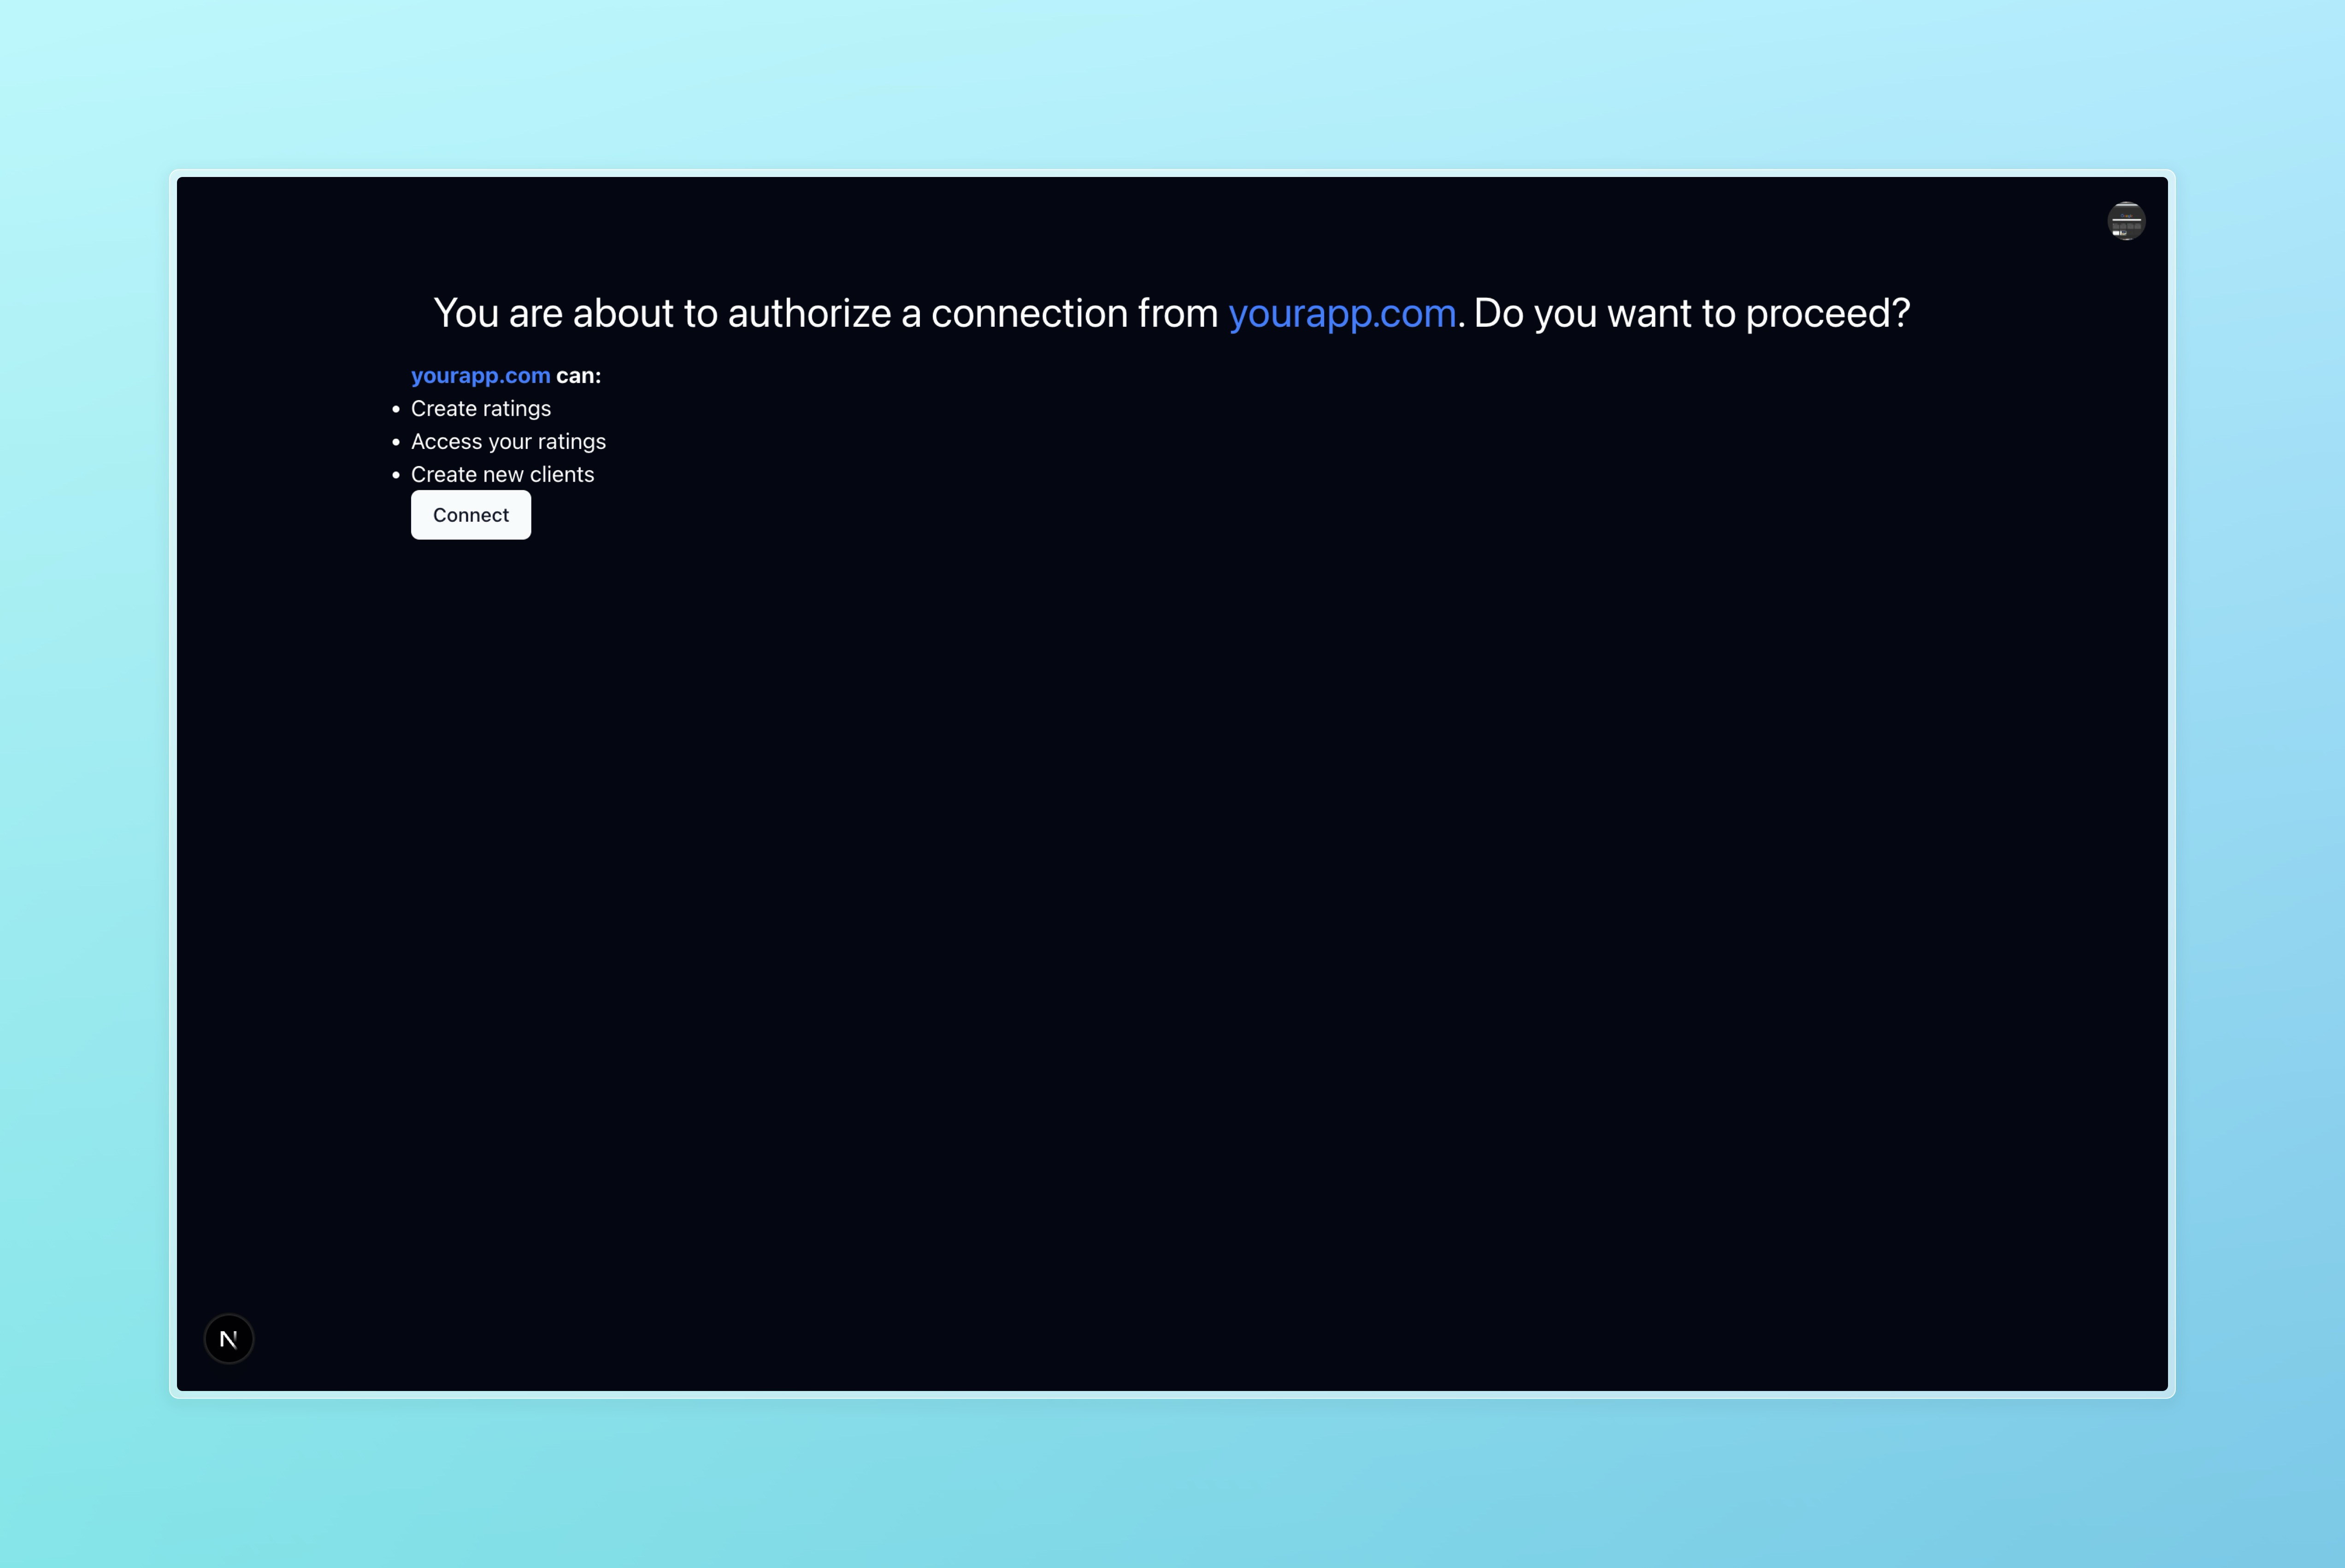 You are about to authorize a connection from yourapp.com. Do you want to proceed?
yourapp.com can:
• Create ratings
• Access your ratings
• Create new clients
Connect
N